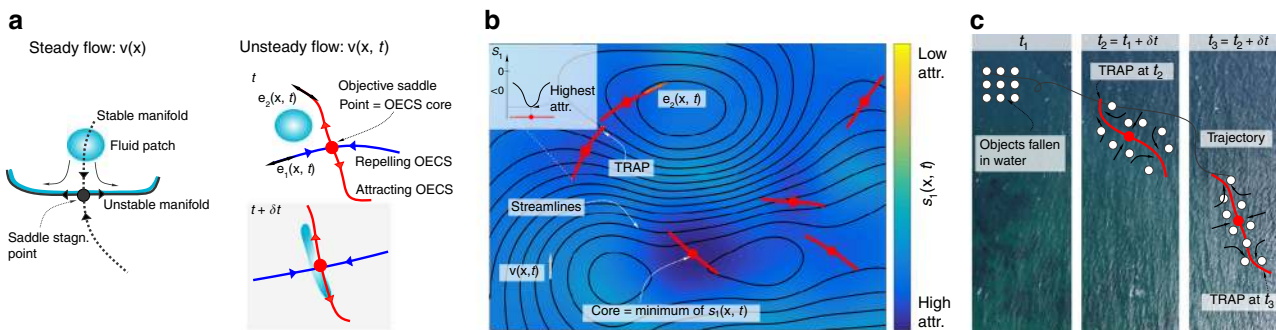 a
Steady flow: v(x)
Stable manifold
Fluid patch
Unstable manifold
Saddle stagn.
point
Unsteady flow: v(x, t)
t
e2(x, t)
Objective saddle
Point = OECS core
e1(x, t)
Repelling OECS
Attracting OECS
t + δt
b
s1
0
<0
Highest
attr.
e2(x, t)
TRAP
Streamlines
v(x,t)
Core = minimum of s1(x, t)
Low
attr.
s1(x, t)
High
attr.
c
t1
t2 = t1 + δt
t3 = t2 + δt
TRAP at t2
Objects fallen
in water
Trajectory
TRAP at t3